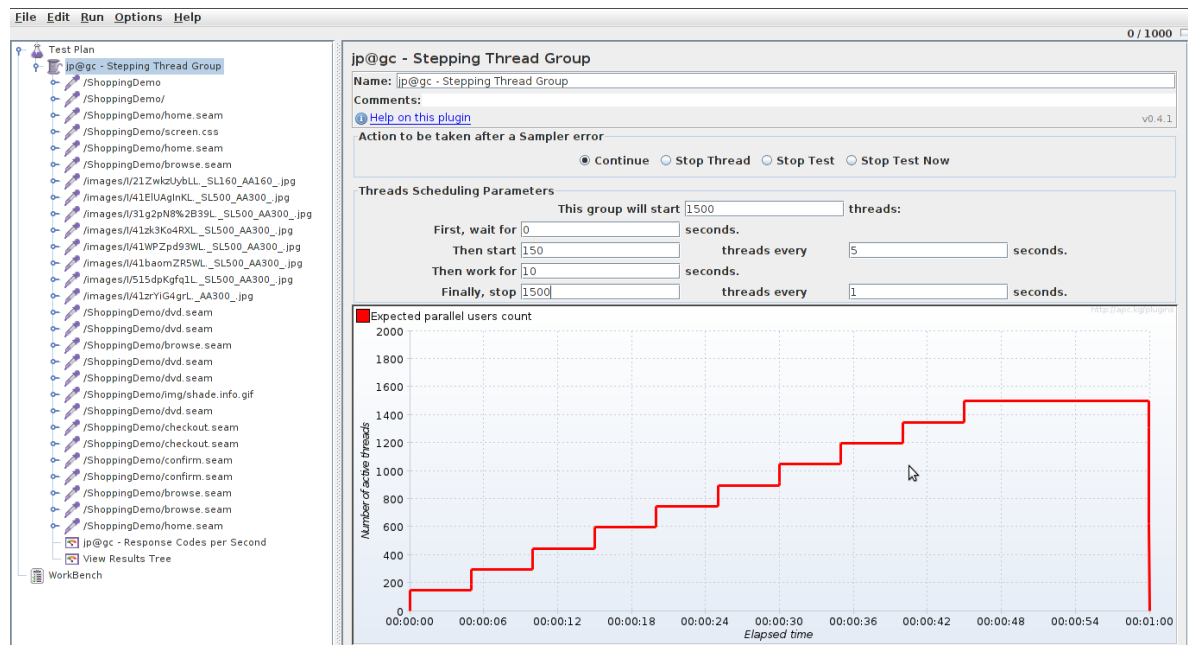 File Edit Run Options Help
0 / 1000
Test Plan
jp@gc - Stepping Thread Group
/ShoppingDemo
/ShoppingDemo/
/ShoppingDemo/home.seam
/ShoppingDemo/screen.css
/ShoppingDemo/home.seam
/ShoppingDemo/browse.seam
/images/I/21ZwkzUybLL._SL160_AA160_.jpg
/images/I/41ElUAgInKL._SL500_AA300_.jpg
/images/I/31g2pN8%2B39L._SL500_AA300_.jpg
/images/I/41zk3Ko4RXL._SL500_AA300_.jpg
/images/I/41WPZpd93WL._SL500_AA300_.jpg
/images/I/41baomZR5WL._SL500_AA300_.jpg
/images/I/515dpKgfq1L._SL500_AA300_.jpg
/images/I/41zrYiG4grL._AA300_.jpg
/ShoppingDemo/dvd.seam
/ShoppingDemo/dvd.seam
/ShoppingDemo/browse.seam
/ShoppingDemo/dvd.seam
/ShoppingDemo/dvd.seam
/ShoppingDemo/img/shade.info.gif
/ShoppingDemo/dvd.seam
/ShoppingDemo/checkout.seam
/ShoppingDemo/checkout.seam
/ShoppingDemo/confirm.seam
/ShoppingDemo/confirm.seam
/ShoppingDemo/browse.seam
/ShoppingDemo/browse.seam
/ShoppingDemo/home.seam
jp@gc - Response Codes per Second
View Results Tree
WorkBench
jp@gc - Stepping Thread Group
Name: jp@gc - Stepping Thread Group
Comments:
Help on this plugin v0.4.1
Action to be taken after a Sampler error
Continue Stop Thread Stop Test Stop Test Now
Threads Scheduling Parameters
This group will start 1500 threads:
First, wait for 0 seconds.
Then start 150 threads every 5 seconds.
Then work for 10 seconds.
Finally, stop 1500 threads every 1 seconds.
Expected parallel users count http://apc.kg/plugins
2000
1800
1600
1400
1200
1000
800
600
400
200
0
Number of active threads
00:00:00 00:00:06 00:00:12 00:00:18 00:00:24 00:00:30 00:00:36 00:00:42 00:00:48 00:00:54 00:01:00
Elapsed time